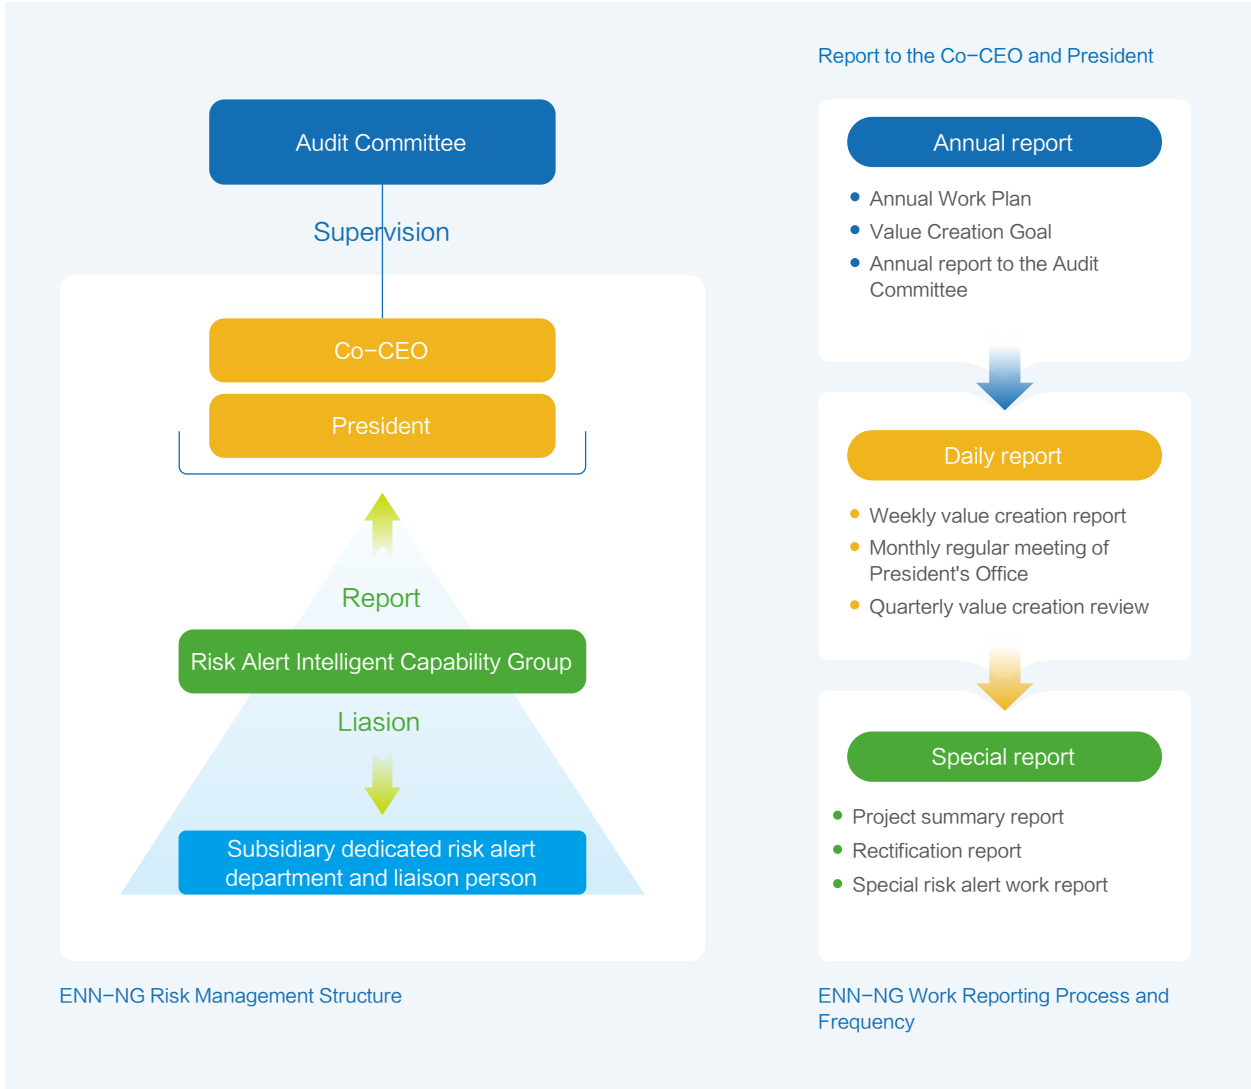 Audit Committee
Supervision
Co-CEO
President
Report
Risk Alert Intelligent Capability Group
Liasion
Subsidiary dedicated risk alert
department and liaison person
ENN-NG Risk Management Structure
Report to the Co-CEO and President
Annual report
Annual Work Plan
Value Creation Goal
Annual report to the Audit
Committee
Daily report
Weekly value creation report
Monthly regular meeting of
President's Office
Quarterly value creation review
Special report
Project summary report
Rectification report
Special risk alert work report
ENN-NG Work Reporting Process and
Frequency